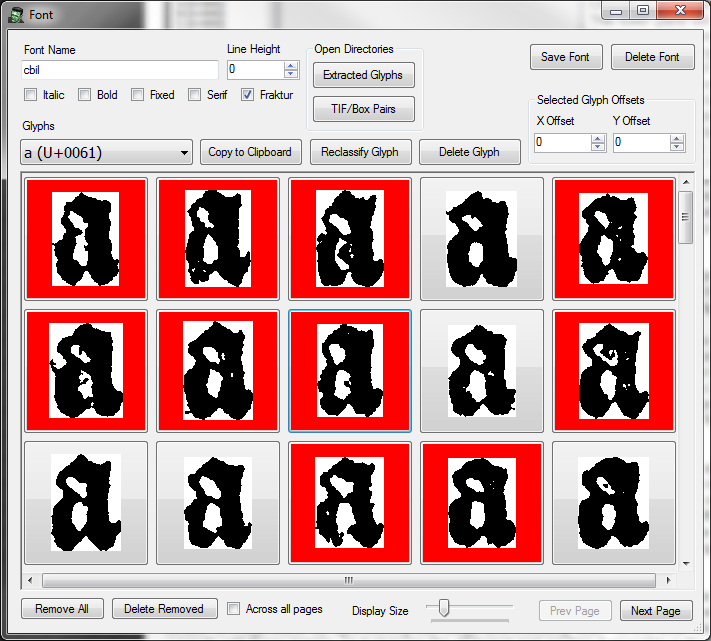 Font
Font Name
Line Height
Open Directories
Save Font
Delete Font
cbil
0
Extracted Glyphs
Italic
Bold
Fixed
Serif
Fraktur
TIF/Box Pairs
Selected Glyph Offsets
X Offset
Y Offset
0
0
Glyphs
a (U+0061)
Copy to Clipboard
Reclassify Glyph
Delete Glyph
a a a a a
a a a a a
a a a a a
Remove All
Delete Removed
Across all pages
Display Size
Prev Page
Next Page